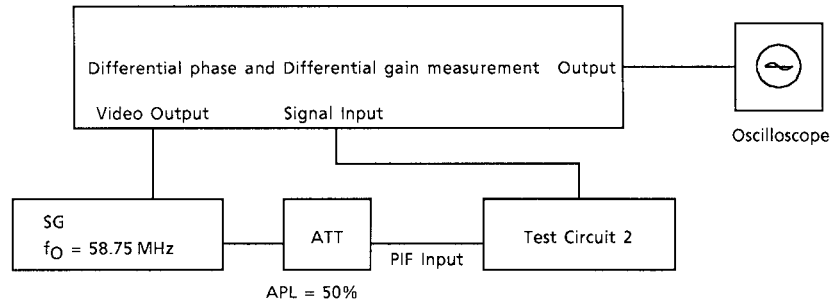 Differential phase and Differential gain measurement Output
Video Output Signal Input
Oscilloscope
SG
fO = 58.75 MHz
ATT
PIF Input
Test Circuit 2
APL = 50%